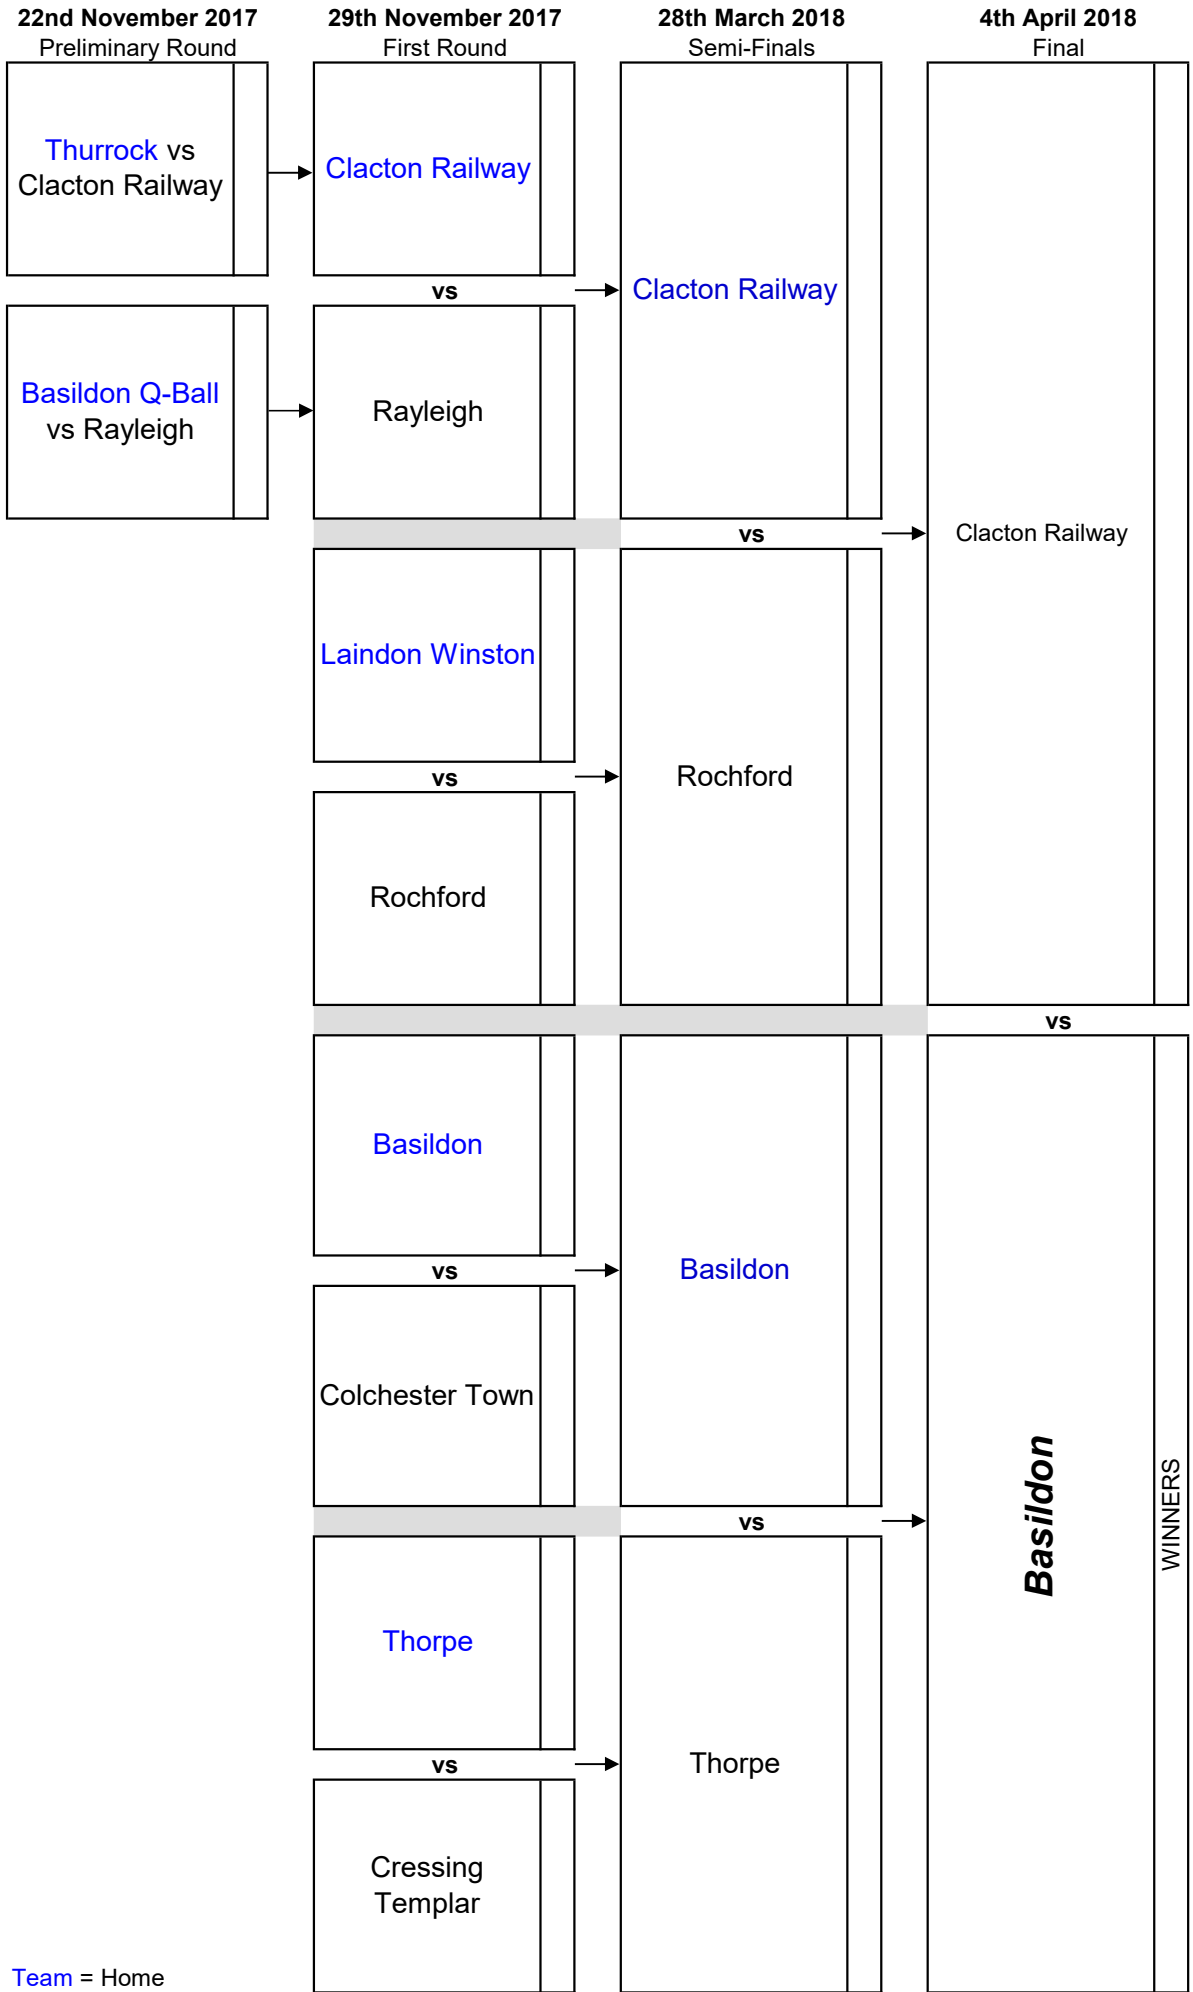 22nd November 2017
Preliminary Round
29th November 2017
First Round
28th March 2018
Semi-Finals
4th April 2018
Final
Thurrock vs
Clacton Railway
Basildon Q-Ball
vs Rayleigh
Clacton Railway
vs
Rayleigh
Laindon Winston
vs
Rochford
Basildon
vs
Colchester Town
Thorpe
vs
Cressing
Templar
Clacton Railway
vs
Rochford
Basildon
vs
Thorpe
Clacton Railway
vs
Basildon
WINNERS
Team = Home